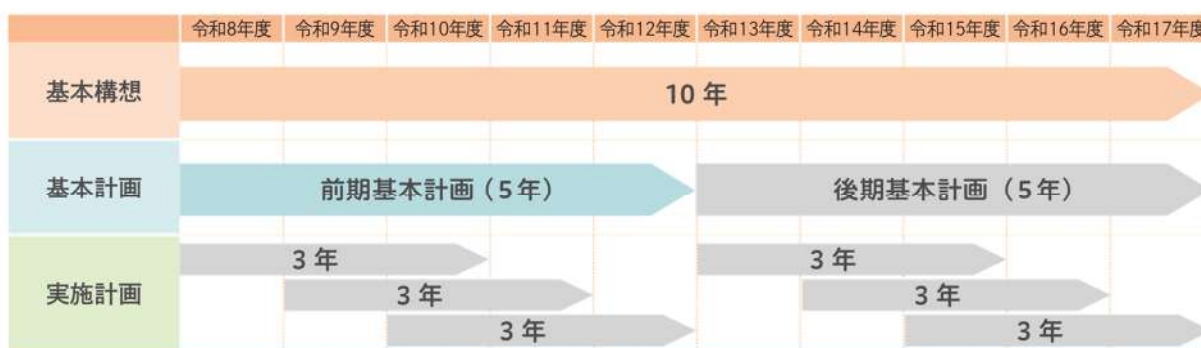 令和8年度 令和9年度 令和10年度 令和11年度 令和12年度 令和13年度 令和14年度 令和15年度 令和16年度 令和17年度
基本構想 10年
基本計画 前期基本計画（5年） 後期基本計画（5年）
3年 3年
実施計画 3年 3年
3年 3年